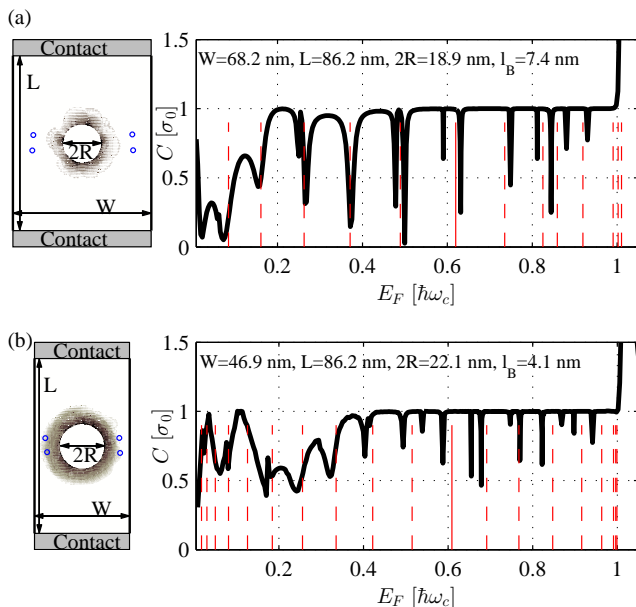 (a)
Contact
L
2R
W
Contact
1.5
1
0.5
0
C [σ₀]
W=68.2 nm, L=86.2 nm, 2R=18.9 nm, l_B=7.4 nm
0.2 0.4 0.6 0.8 1
E_F [ħω_c]
(b)
Contact
L
2R
W
Contact
1.5
1
0.5
0
C [σ₀]
W=46.9 nm, L=86.2 nm, 2R=22.1 nm, l_B=4.1 nm
0.2 0.4 0.6 0.8 1
E_F [ħω_c]